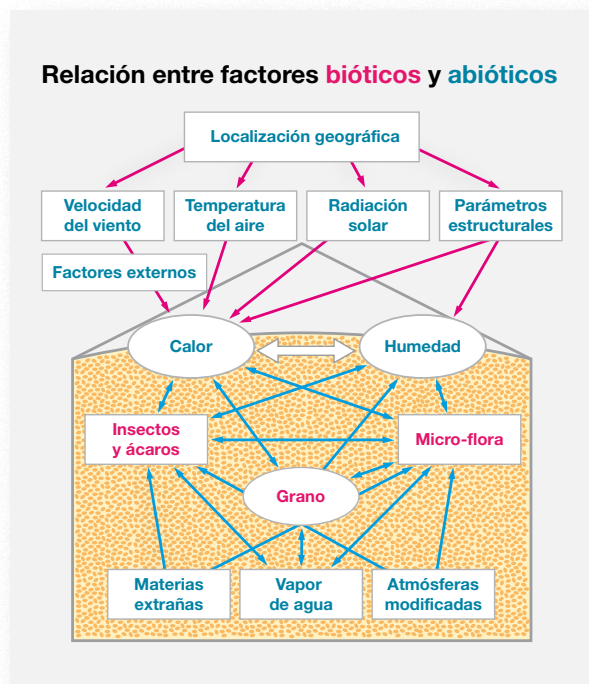 Relación entre factores bióticos y abióticos
Localización geográfica
Velocidad
del viento
Temperatura
del aire
Radiación
solar
Parámetros
estructurales
Factores externos
Calor
Humedad
Insectos
y ácaros
Micro-flora
Grano
Materias
extrañas
Vapor
de agua
Atmósferas
modificadas